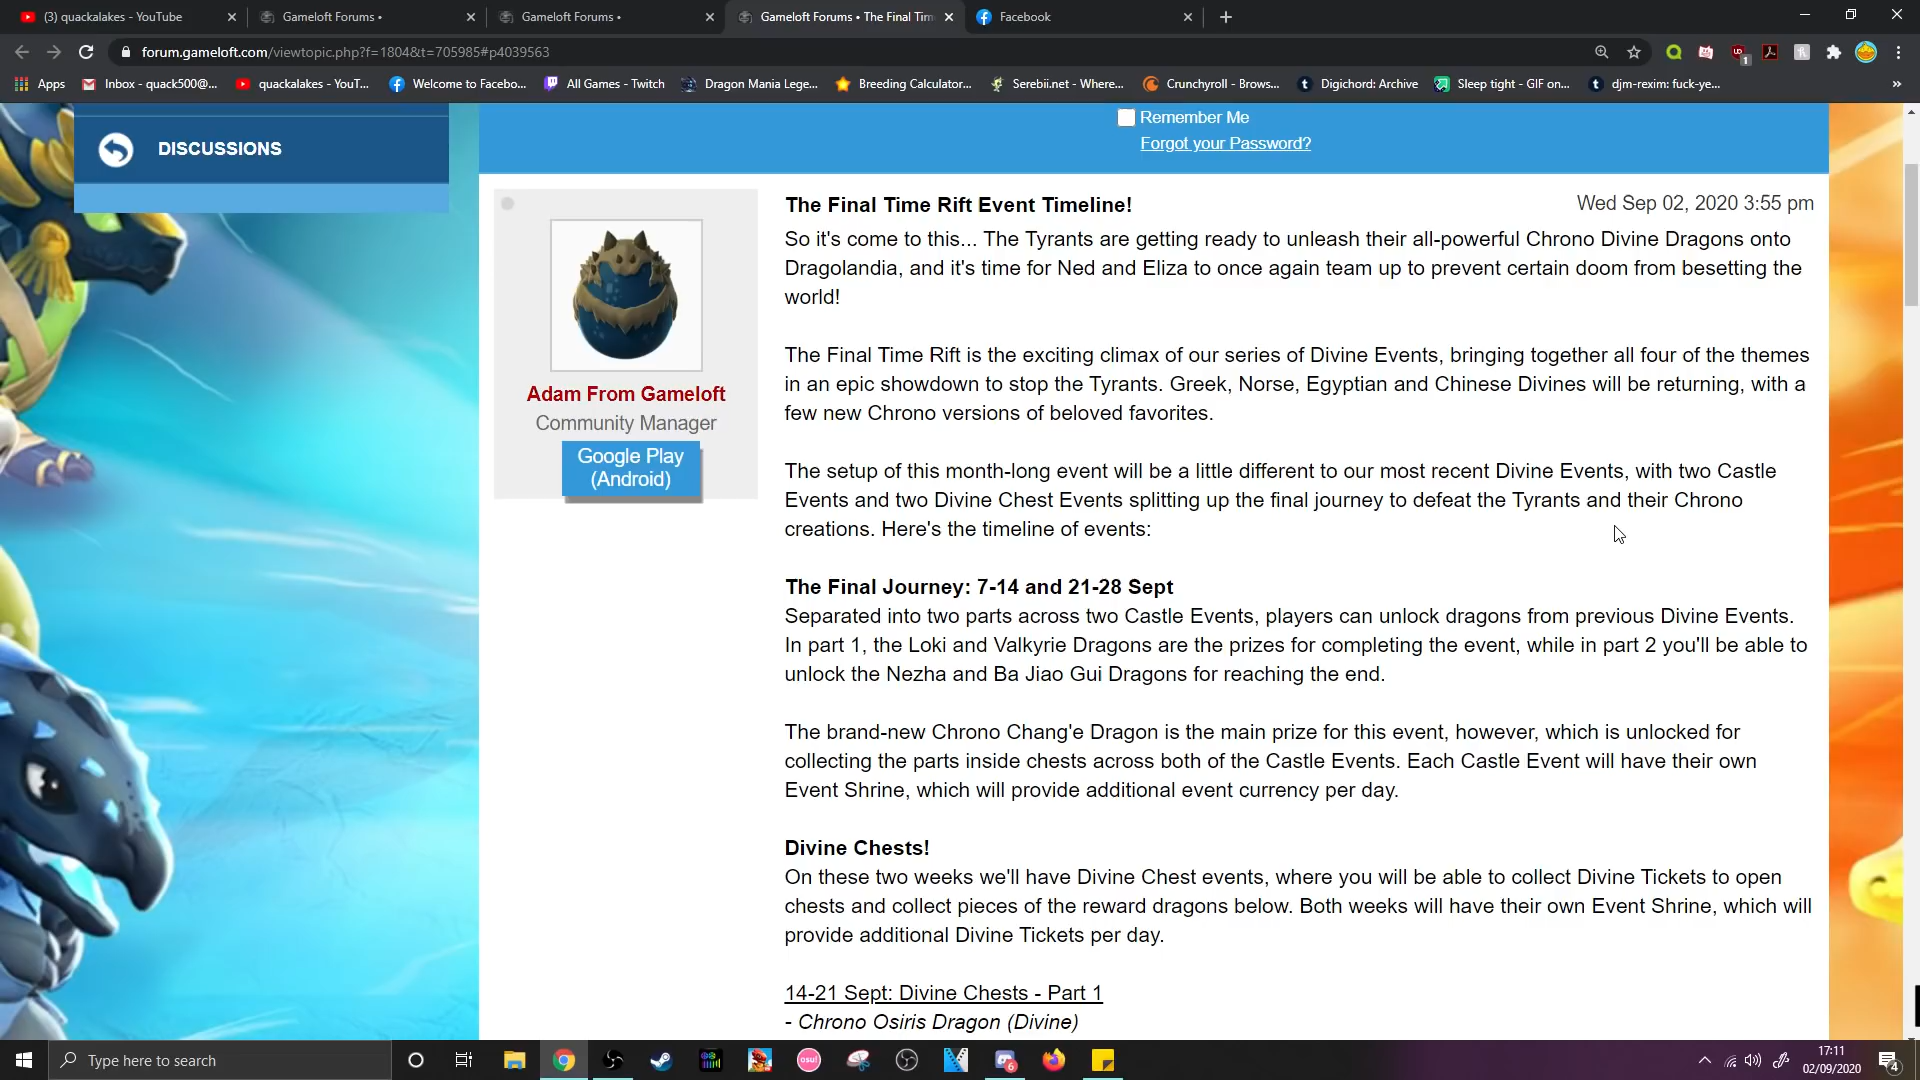 (3) quackalakes - YouTube
Gameloft Forums •
Gameloft Forums •
Gameloft Forums • The Final Tim
Facebook
forum.gameloft.com/viewtopic.php?f=1804&t=705985#p4039563
Apps
Inbox - quack500@...
quackalakes - YouT...
Welcome to Facebo...
All Games - Twitch
Dragon Mania Lege...
Breeding Calculator...
Serebii.net - Where...
Crunchyroll - Brows...
Digichord: Archive
Sleep tight - GIF on...
djm-rexim: fuck-ye...
»
DISCUSSIONS
Remember Me
Forgot your Password?
Adam From Gameloft
Community Manager
Google Play
(Android)
The Final Time Rift Event Timeline!
Wed Sep 02, 2020 3:55 pm
So it's come to this... The Tyrants are getting ready to unleash their all-powerful Chrono Divine Dragons onto
Dragolandia, and it's time for Ned and Eliza to once again team up to prevent certain doom from besetting the
world!
The Final Time Rift is the exciting climax of our series of Divine Events, bringing together all four of the themes
in an epic showdown to stop the Tyrants. Greek, Norse, Egyptian and Chinese Divines will be returning, with a
few new Chrono versions of beloved favorites.
The setup of this month-long event will be a little different to our most recent Divine Events, with two Castle
Events and two Divine Chest Events splitting up the final journey to defeat the Tyrants and their Chrono
creations. Here's the timeline of events:
The Final Journey: 7-14 and 21-28 Sept
Separated into two parts across two Castle Events, players can unlock dragons from previous Divine Events.
In part 1, the Loki and Valkyrie Dragons are the prizes for completing the event, while in part 2 you'll be able to
unlock the Nezha and Ba Jiao Gui Dragons for reaching the end.
The brand-new Chrono Chang'e Dragon is the main prize for this event, however, which is unlocked for
collecting the parts inside chests across both of the Castle Events. Each Castle Event will have their own
Event Shrine, which will provide additional event currency per day.
Divine Chests!
On these two weeks we'll have Divine Chest events, where you will be able to collect Divine Tickets to open
chests and collect pieces of the reward dragons below. Both weeks will have their own Event Shrine, which will
provide additional Divine Tickets per day.
14-21 Sept: Divine Chests - Part 1
- Chrono Osiris Dragon (Divine)
Type here to search
osu!
6
17:11
02/09/2020
4